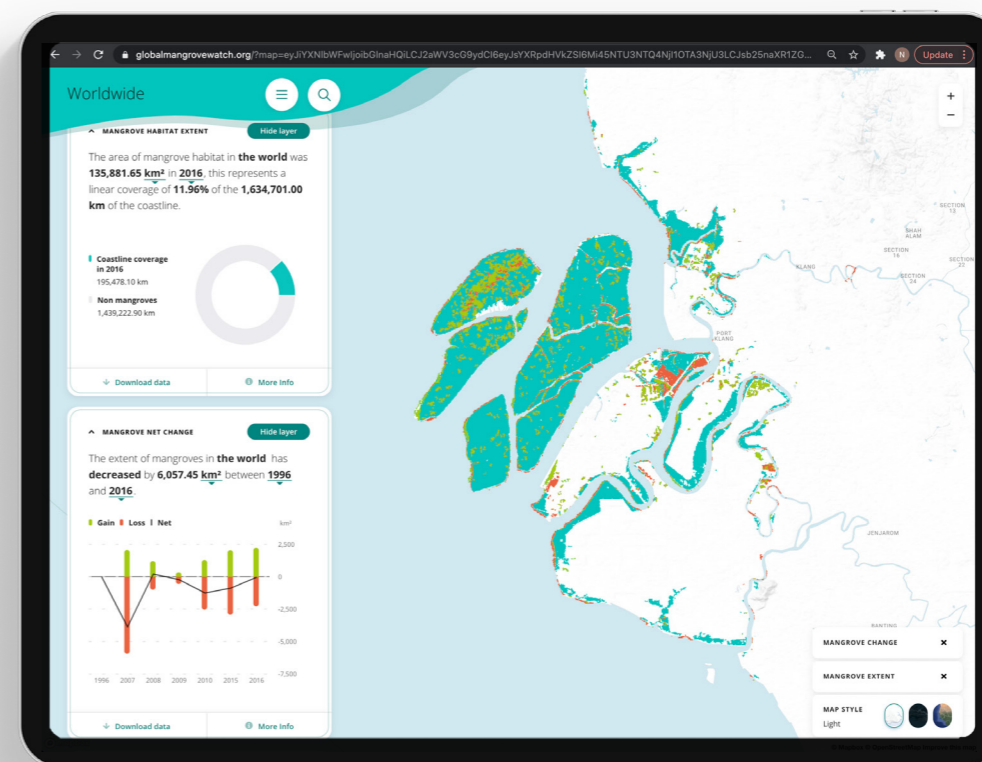 globalmangrovewatch.org/?map=eyJiYXNlbWFwIjoibGlnaHQiLCJ2aWV3cG9ydCI6eyJsYXRpdHVkZSI6Mi45NTU3NTQ4NjI1OTA3NjU3LCJsb25naXR1ZG...
N
Update
Worldwide
MANGROVE HABITAT EXTENT
Hide layer
The area of mangrove habitat in the world was
135,881.65 km² in 2016, this represents a
linear coverage of 11.96% of the 1,634,701.00
km of the coastline.
Coastline coverage
in 2016
195,478.10 km
Non mangroves
1,439,222.90 km
Download data
More Info
MANGROVE NET CHANGE
Hide layer
The extent of mangroves in the world has
decreased by 6,057.45 km² between 1996
and 2016.
Gain Loss Net
km²
2,500
0
-2,500
-5,000
-7,500
1996 2007 2008 2009 2010 2015 2016
Download data
More Info
+
−
SECTION
13
SHAH
ALAM
SECTION
16
SECTION
22
KLANG
SECTION
24
PORT
KLANG
JENJAROM
BANTING
MANGROVE CHANGE
MANGROVE EXTENT
MAP STYLE
Light